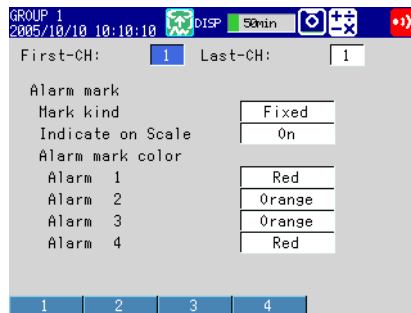 GROUP 1
2005/10/10 10:10:10 DISP 50min
First-CH: 1 Last-CH: 1
Alarm mark
Mark kind Fixed
Indicate on Scale On
Alarm mark color
Alarm 1 Red
Alarm 2 Orange
Alarm 3 Orange
Alarm 4 Red
1 2 3 4